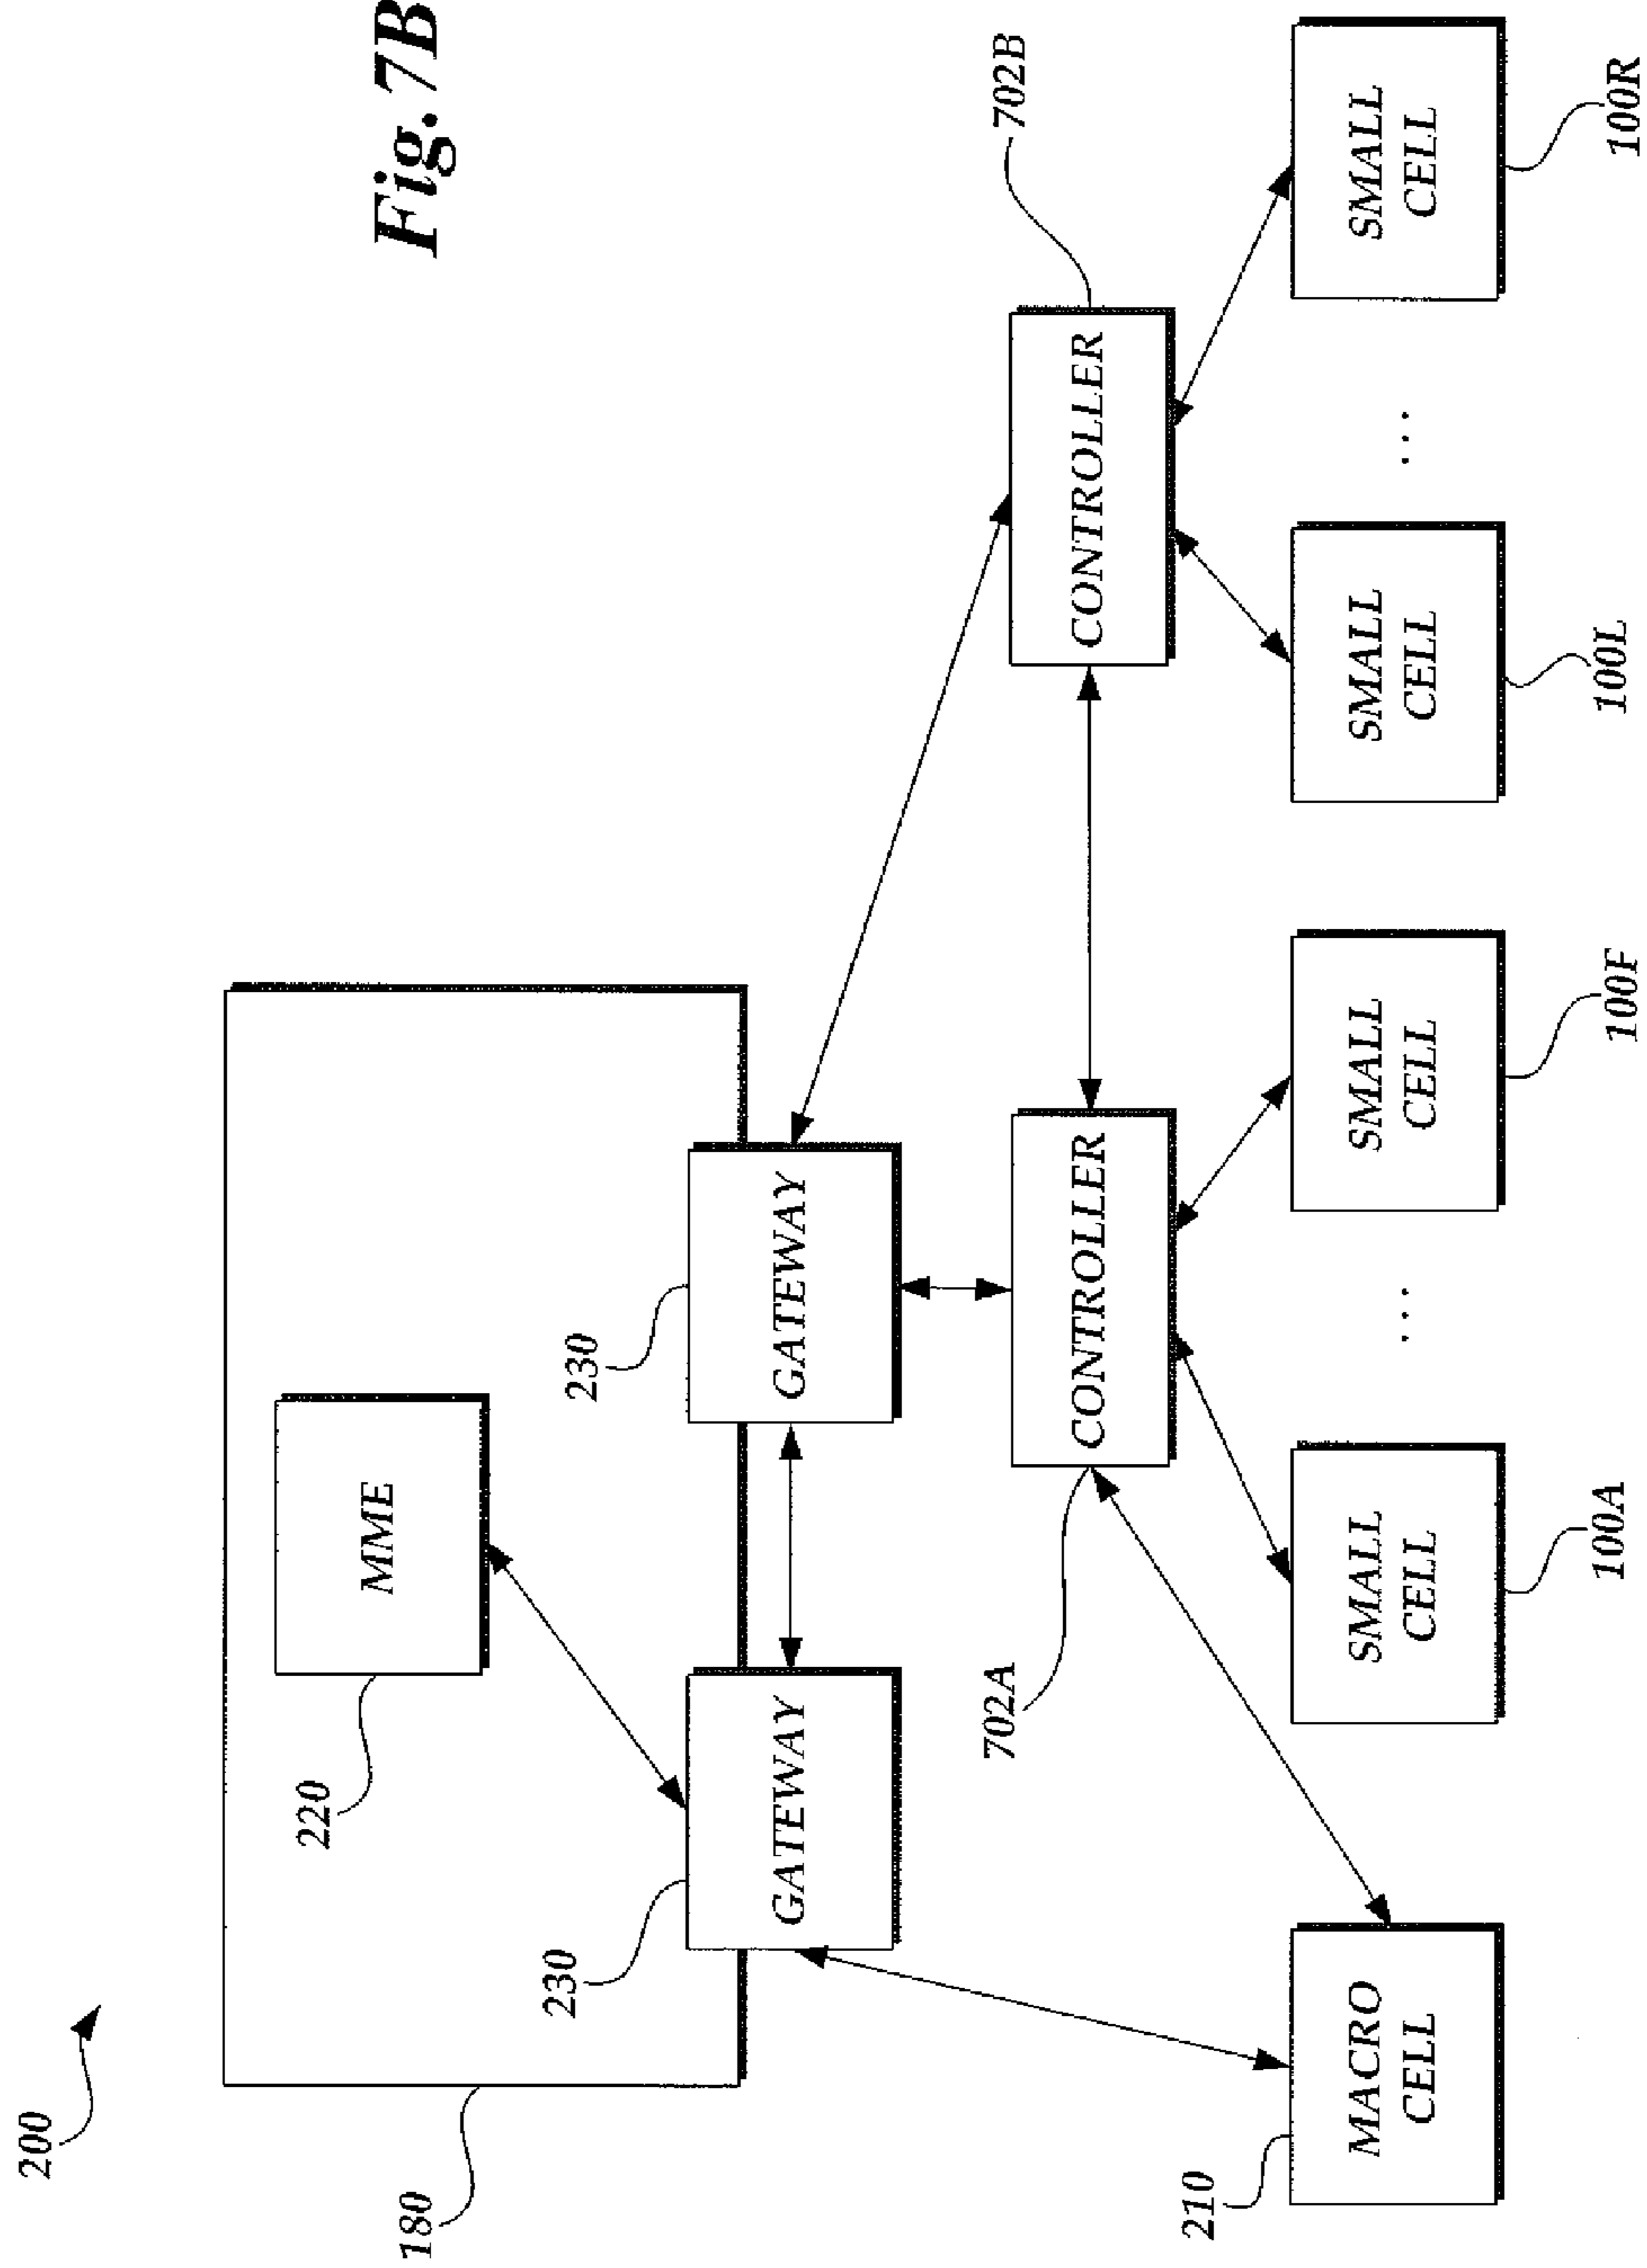 Fig. 7B
200
180
220
MME
230
GATEWAY
230
GATEWAY
702A
CONTROLLER
702B
CONTROLLER
210
MACRO
CELL
SMALL
CELL
100A
...
SMALL
CELL
100F
SMALL
CELL
100L
...
SMALL
CELL
100R